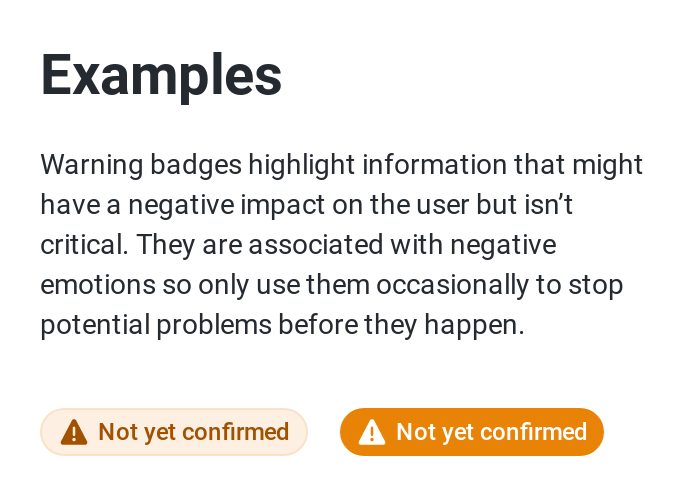 Examples
Warning badges highlight information that might
have a negative impact on the user but isn’t
critical. They are associated with negative
emotions so only use them occasionally to stop
potential problems before they happen.
Not yet confirmed
Not yet confirmed